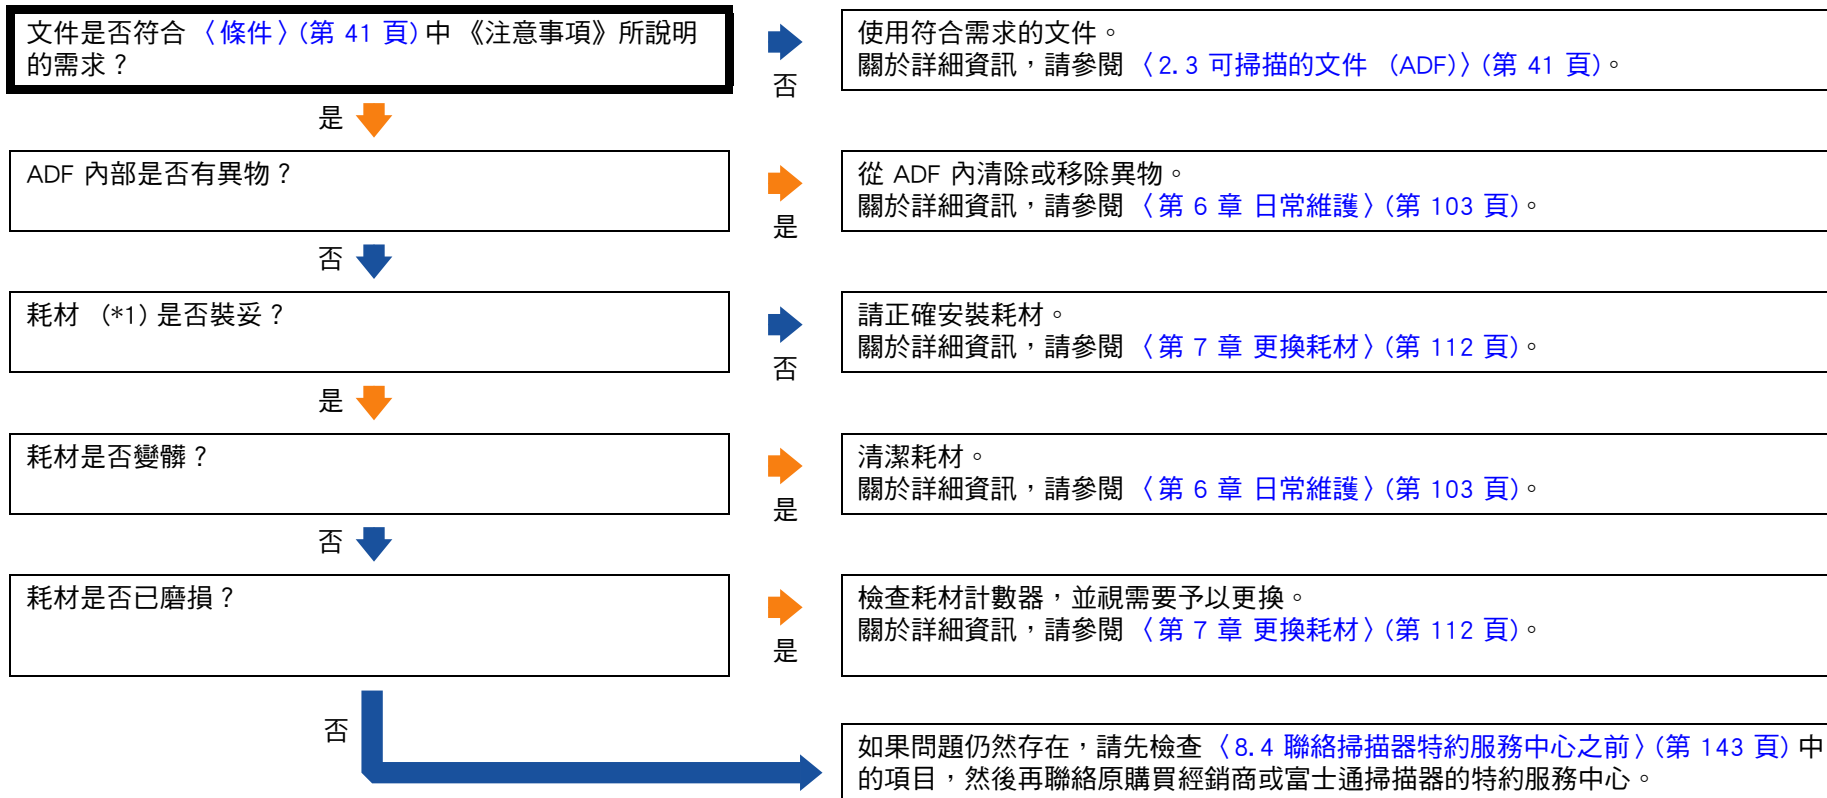 文件是否符合〈條件〉(第 41 頁)中《注意事項》所說明
的需求？
否
使用符合需求的文件。
關於詳細資訊，請參閱〈2.3 可掃描的文件 (ADF)〉(第 41 頁)。
是
ADF 內部是否有異物？
是
從 ADF 內清除或移除異物。
關於詳細資訊，請參閱〈第 6 章 日常維護〉(第 103 頁)。
否
耗材 (*1)是否裝妥？
否
請正確安裝耗材。
關於詳細資訊，請參閱〈第 7 章 更換耗材〉(第 112 頁)。
是
耗材是否變髒？
是
清潔耗材。
關於詳細資訊，請參閱〈第 6 章 日常維護〉(第 103 頁)。
否
耗材是否已磨損？
是
檢查耗材計數器，並視需要予以更換。
關於詳細資訊，請參閱〈第 7 章 更換耗材〉(第 112 頁)。
否
如果問題仍然存在，請先檢查〈8.4 聯絡掃描器特約服務中心之前〉(第 143 頁)中
的項目，然後再聯絡原購買經銷商或富士通掃描器的特約服務中心。